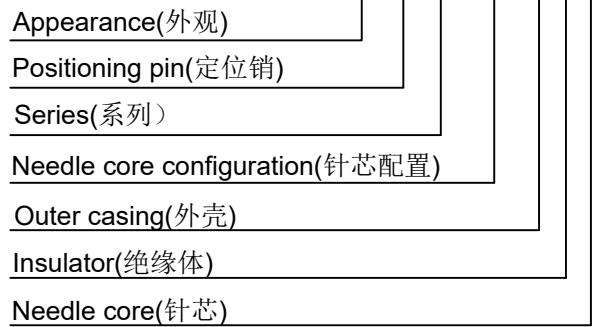 Appearance(外观)
Positioning pin(定位销)
Series(系列）
Needle core configuration(针芯配置)
Outer casing(外壳)
Insulator(绝缘体)
Needle core(针芯)